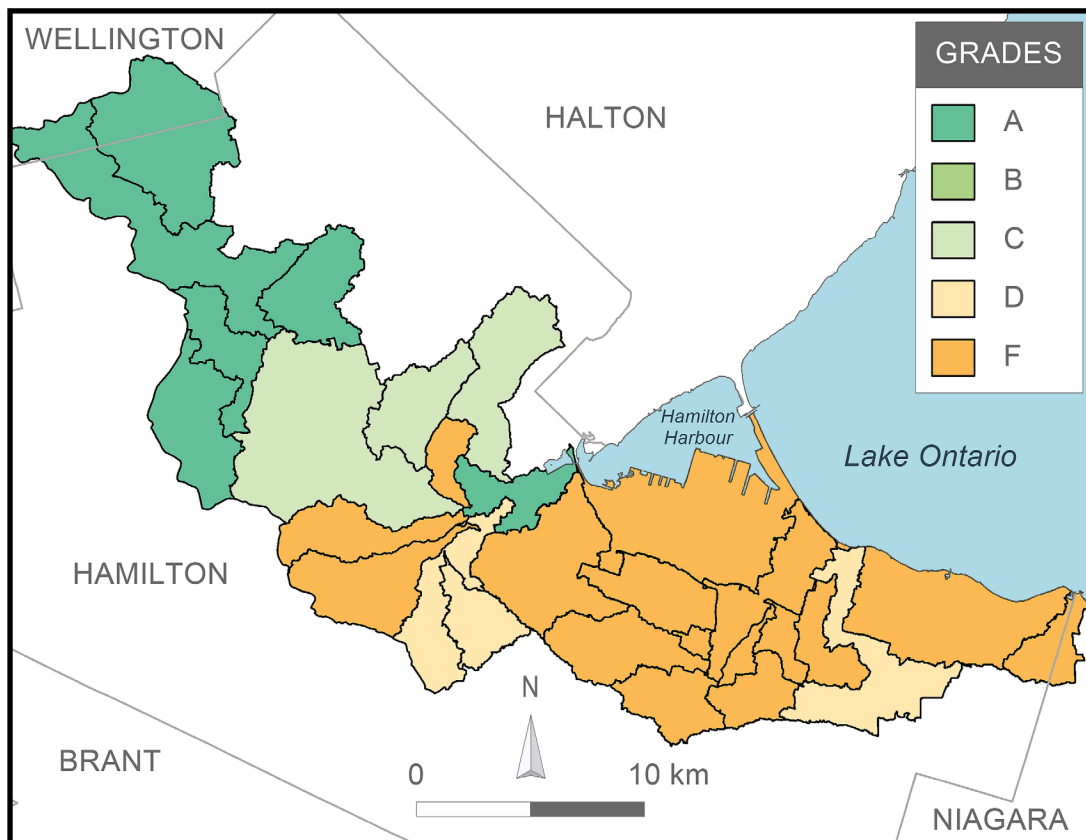 WELLINGTON
HALTON
GRADES
A
B
C
D
F
Hamilton
Harbour
Lake Ontario
HAMILTON
N
BRANT
0
10 km
NIAGARA